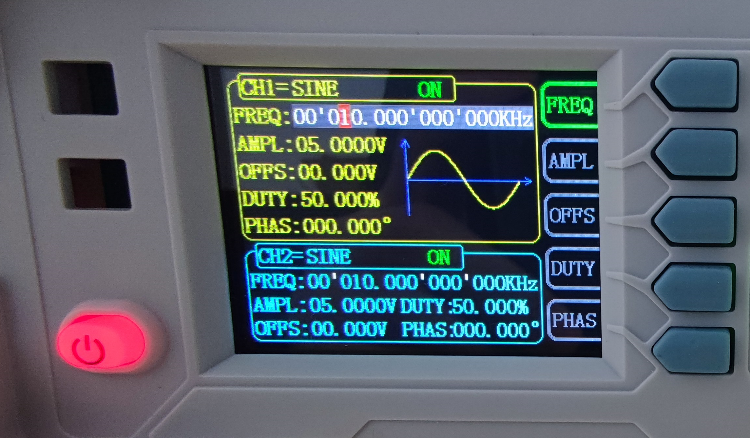 CH1=SINE ON
FREQ:00'010.000'000'000KHz
AMPL:05.0000V
OFFS:00.000V
DUTY:50.000%
PHAS:000.000°
CH2=SINE ON
FREQ:00'010.000'000'000KHz
AMPL:05.0000V DUTY:50.000%
OFFS:00.000V PHAS:000.000°
FREQ
AMPL
OFFS
DUTY
PHAS